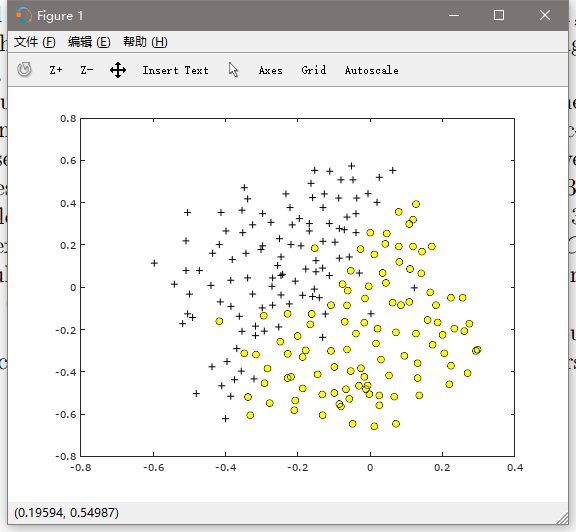 Figure 1
文件 (F) 编辑 (E) 帮助 (H)
Z+ Z- Insert Text Axes Grid Autoscale
0.8
0.6
0.4
0.2
0
-0.2
-0.4
-0.6
-0.8
-0.8 -0.6 -0.4 -0.2 0 0.2 0.4
(0.19594, 0.54987)